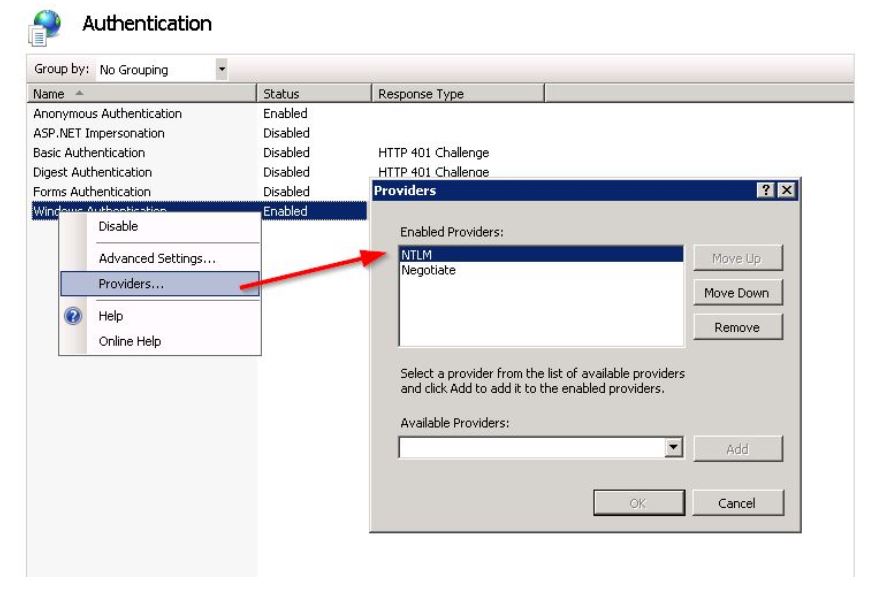 Authentication
Group by: No Grouping
Name Status Response Type
Anonymous Authentication Enabled
ASP.NET Impersonation Disabled
Basic Authentication Disabled HTTP 401 Challenge
Digest Authentication Disabled HTTP 401 Challenge
Forms Authentication Disabled
Windows Authentication Enabled
Disable
Advanced Settings...
Providers...
Help
Online Help
Providers
Enabled Providers:
NTLM
Negotiate
Move Up
Move Down
Remove
Select a provider from the list of available providers
and click Add to add it to the enabled providers.
Available Providers:
Add
OK
Cancel